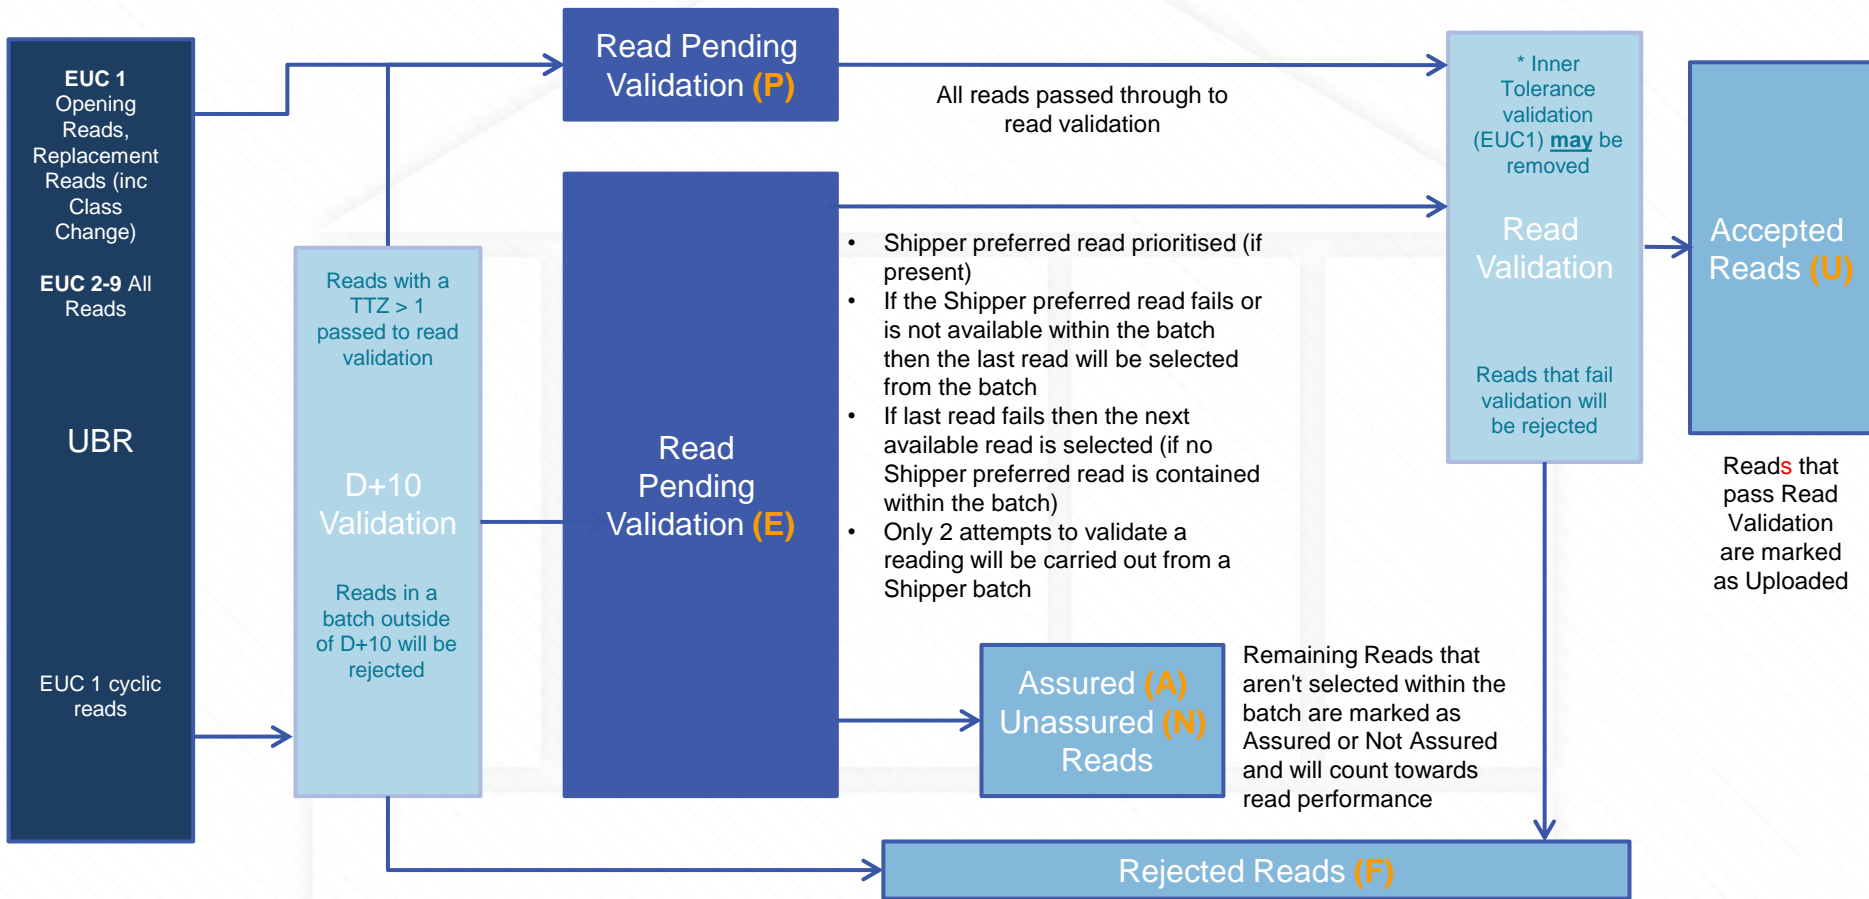 EUC 1
Opening
Reads,
Replacement
Reads (inc
Class
Change)
EUC 2-9 All
Reads
UBR
EUC 1 cyclic
reads
Reads with a
TTZ > 1
passed to read
validation
D+10
Validation
Reads in a
batch outside
of D+10 will be
rejected
Read Pending
Validation (P)
All reads passed through to
read validation
Read
Pending
Validation (E)
• Shipper preferred read prioritised (if
present)
• If the Shipper preferred read fails or
is not available within the batch
then the last read will be selected
from the batch
• If last read fails then the next
available read is selected (if no
Shipper preferred read is contained
within the batch)
• Only 2 attempts to validate a
reading will be carried out from a
Shipper batch
Assured (A)
Unassured (N)
Reads
Remaining Reads that
aren't selected within the
batch are marked as
Assured or Not Assured
and will count towards
read performance
* Inner
Tolerance
validation
(EUC1) may be
removed
Read
Validation
Reads that fail
validation will
be rejected
Accepted
Reads (U)
Reads that
pass Read
Validation
are marked
as Uploaded
Rejected Reads (F)